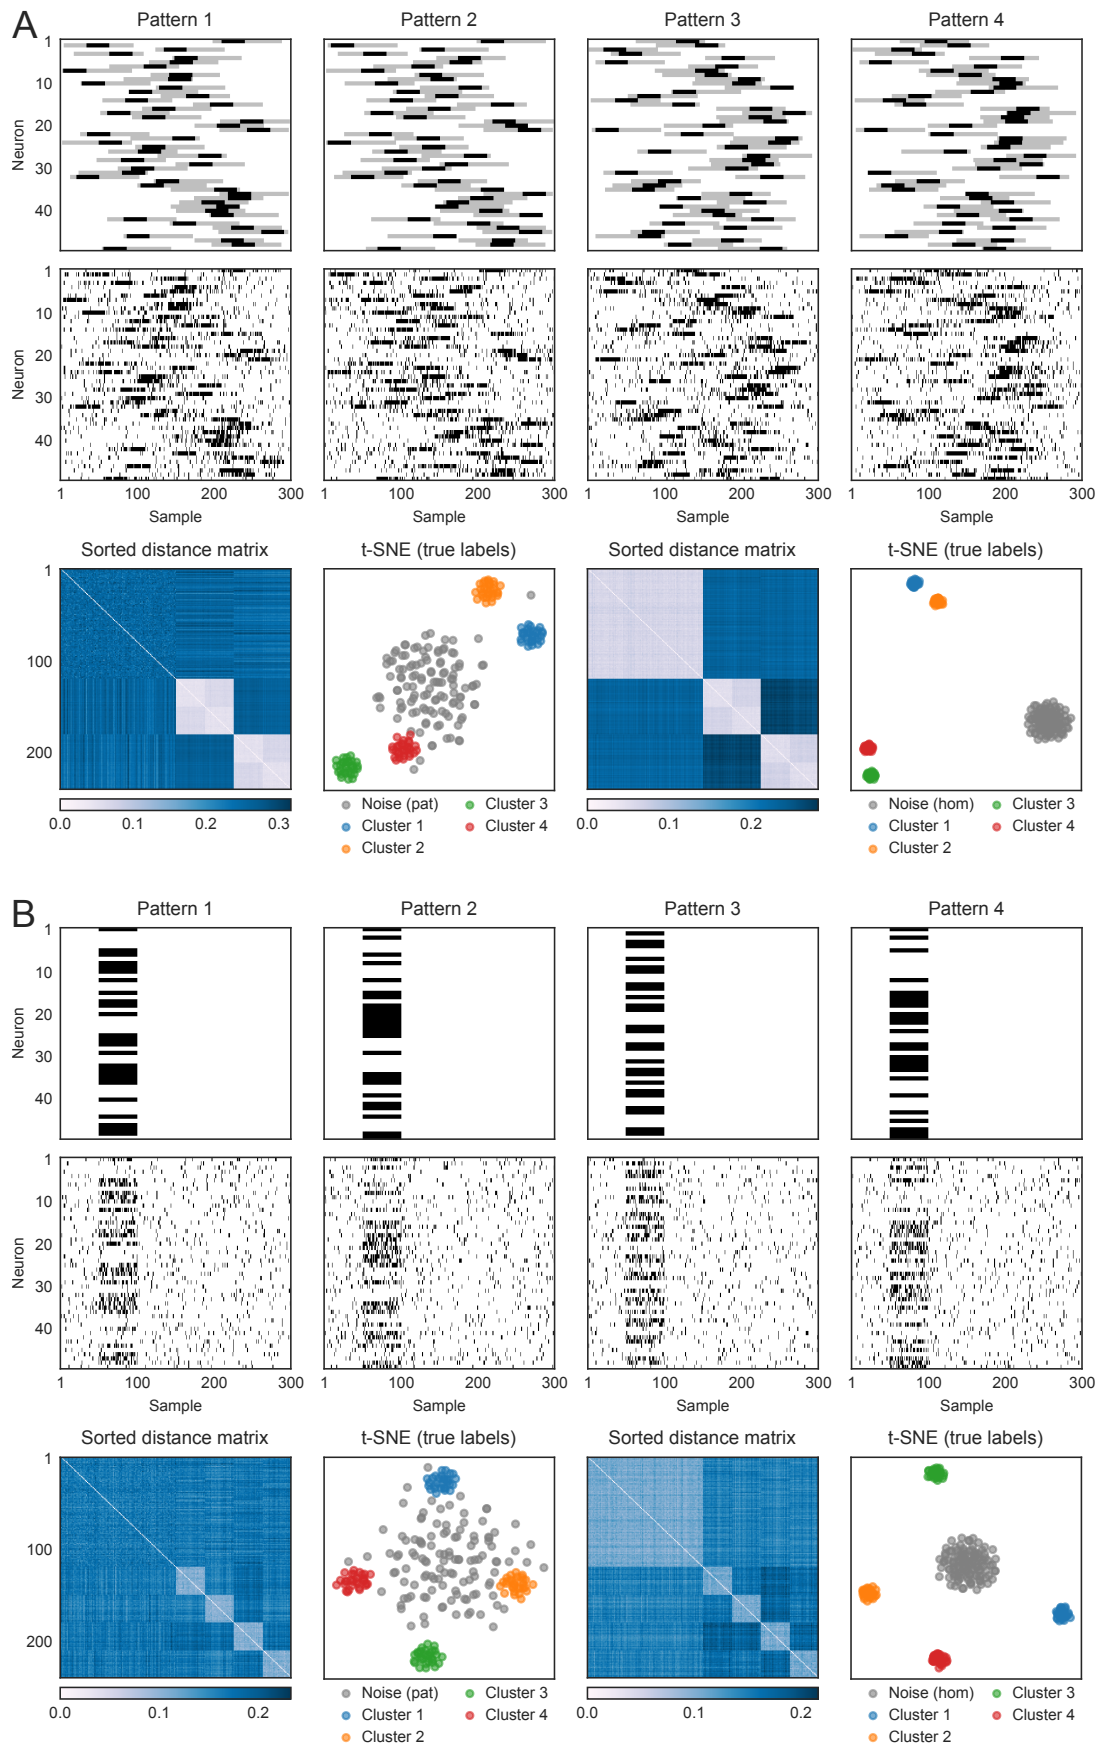 A
Pattern 1 Pattern 2 Pattern 3 Pattern 4
1
10
20
30
40
Neuron
1
10
20
30
40
Neuron
1 100 200 300 1 100 200 300 1 100 200 300 1 100 200 300
Sample Sample Sample Sample
Sorted distance matrix t-SNE (true labels) Sorted distance matrix t-SNE (true labels)
1
100
200
0.0 0.1 0.2 0.3
Noise (pat) Cluster 3
Cluster 1 Cluster 4
Cluster 2
0.0 0.1 0.2
Noise (hom) Cluster 3
Cluster 1 Cluster 4
Cluster 2
B
Pattern 1 Pattern 2 Pattern 3 Pattern 4
1
10
20
30
40
Neuron
1
10
20
30
40
Neuron
1 100 200 300 1 100 200 300 1 100 200 300 1 100 200 300
Sample Sample Sample Sample
Sorted distance matrix t-SNE (true labels) Sorted distance matrix t-SNE (true labels)
1
100
200
0.0 0.1 0.2
Noise (pat) Cluster 3
Cluster 1 Cluster 4
Cluster 2
0.0 0.2
Noise (hom) Cluster 3
Cluster 1 Cluster 4
Cluster 2